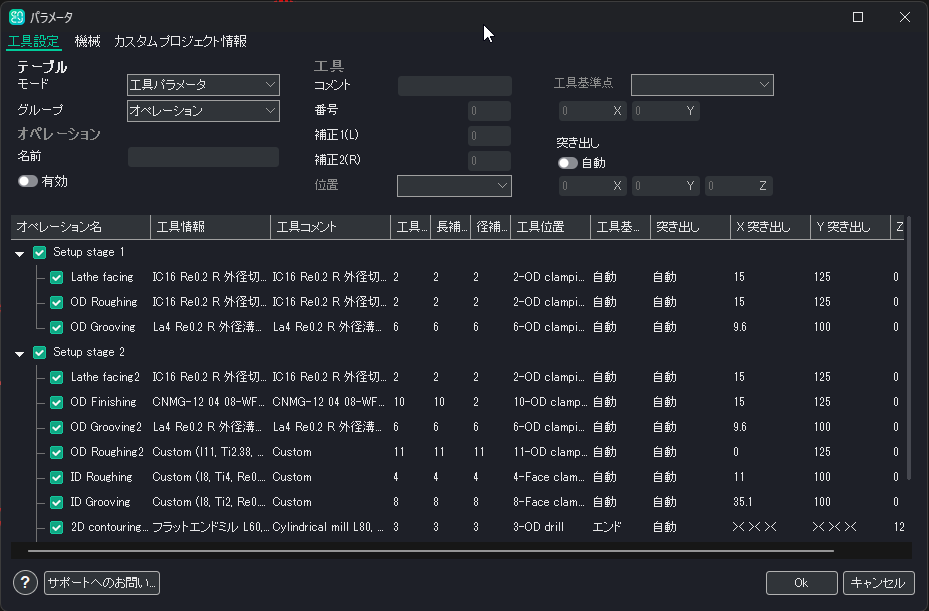 パラメータ
工具設定 機械 カスタムプロジェクト情報
テーブル
モード 工具パラメータ
グループ オペレーション
オペレーション
名前
有効
工具
コメント
番号 0
補正1(L) 0
補正2(R) 0
位置
工具基準点
0 X 0 Y
突き出し
自動
0 X 0 Y 0 Z
オペレーション名 工具情報 工具コメント 工具... 長補... 径補... 工具位置 工具基... 突き出し X 突き出し Y 突き出し Z
Setup stage 1
Lathe facing IC16 Re0.2 R 外径切... IC16 Re0.2 R 外径切... 2 2 2 2-OD clampi... 自動 自動 15 125 0
OD Roughing IC16 Re0.2 R 外径切... IC16 Re0.2 R 外径切... 2 2 2 2-OD clampi... 自動 自動 15 125 0
OD Grooving La4 Re0.2 R 外径溝... La4 Re0.2 R 外径溝... 6 6 6 6-OD clampi... 自動 自動 9.6 100 0
Setup stage 2
Lathe facing2 IC16 Re0.2 R 外径切... IC16 Re0.2 R 外径切... 2 2 2 2-OD clampi... 自動 自動 15 125 0
OD Finishing CNMG-12 04 08-WF... CNMG-12 04 08-WF... 10 10 2 10-OD clamp... 自動 自動 15 125 0
OD Grooving2 La4 Re0.2 R 外径溝... La4 Re0.2 R 外径溝... 6 6 6 6-OD clampi... 自動 自動 9.6 100 0
OD Roughing2 Custom (I11, Ti2.38, ... Custom 11 11 11 11-OD clamp... 自動 自動 0 125 0
ID Roughing Custom (I8, Ti4, Re0.... Custom 4 4 4 4-Face clam... 自動 自動 11 100 0
ID Grooving Custom (I8, Ti2, Re0.... Custom 8 8 8 8-Face clam... 自動 自動 35.1 100 0
2D contouring... フラットエンドミル L60,... Cylindrical mill L80, ... 3 3 3 3-OD drill エンド 自動 ><>< >< ><>< >< 12
? サポートへのお問い... Ok キャンセル